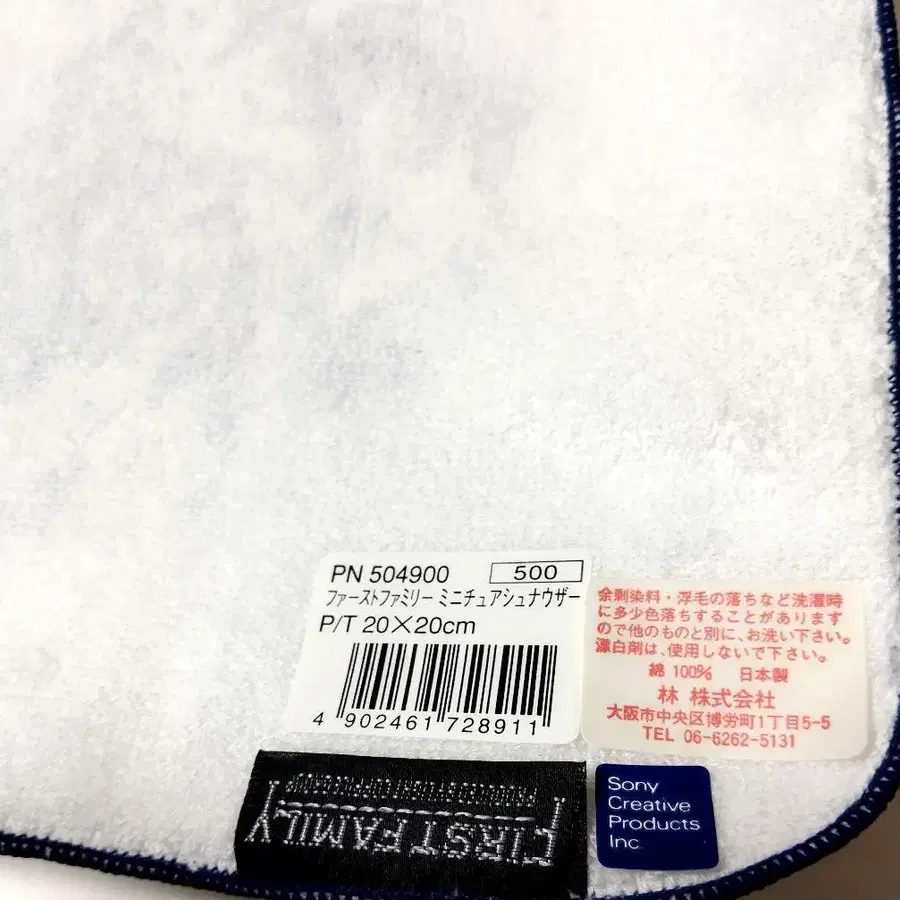 PN 504900 500
ファーストファミリー ミニチュアシュナウザー
P/T 20×20cm
4 902461 728911
余剰染料・浮毛の落ちなど洗濯時
に多少色落ちすることがあります
ので他のものと別に、お洗い下さい。
漂白剤は、使用しないで下さい。
綿 100% 日本製
林 株式会社
大阪市中央区博労町1丁目5-5
TEL 06-6262-5131
FIRST FAMILY
Sony
Creative
Products
Inc.